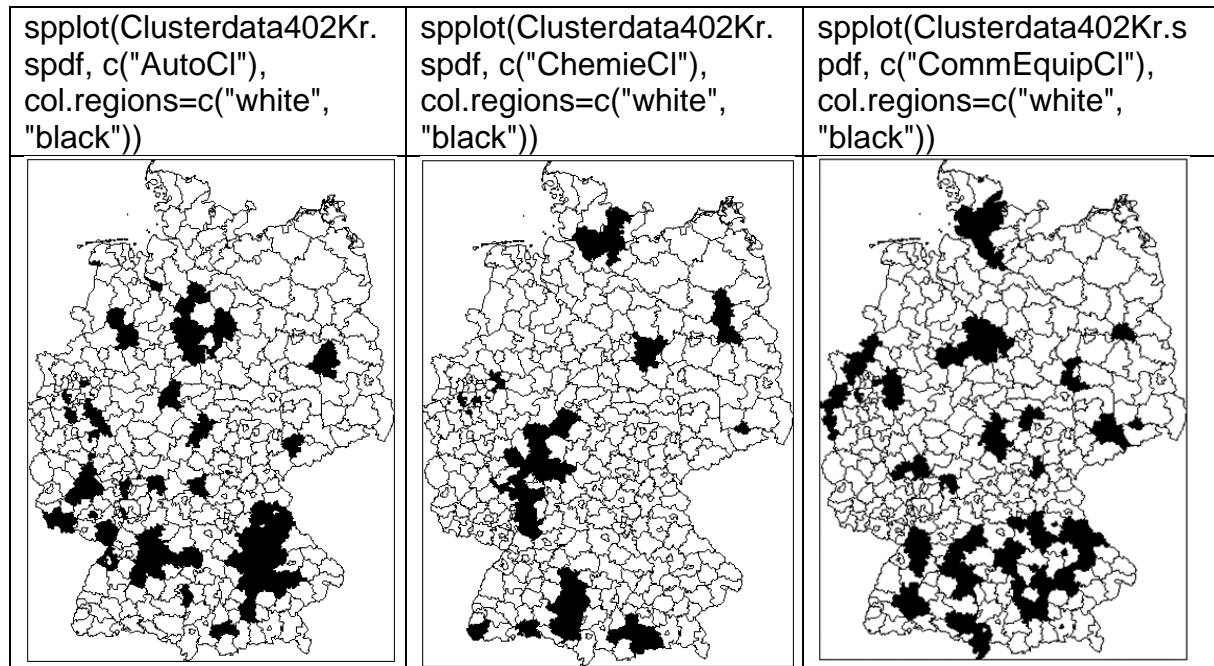 spplot(Clusterdata402Kr.
spdf, c("AutoCl"),
col.regions=c("white",
"black"))
spplot(Clusterdata402Kr.
spdf, c("ChemieCl"),
col.regions=c("white",
"black"))
spplot(Clusterdata402Kr.s
pdf, c("CommEquipCl"),
col.regions=c("white",
"black"))